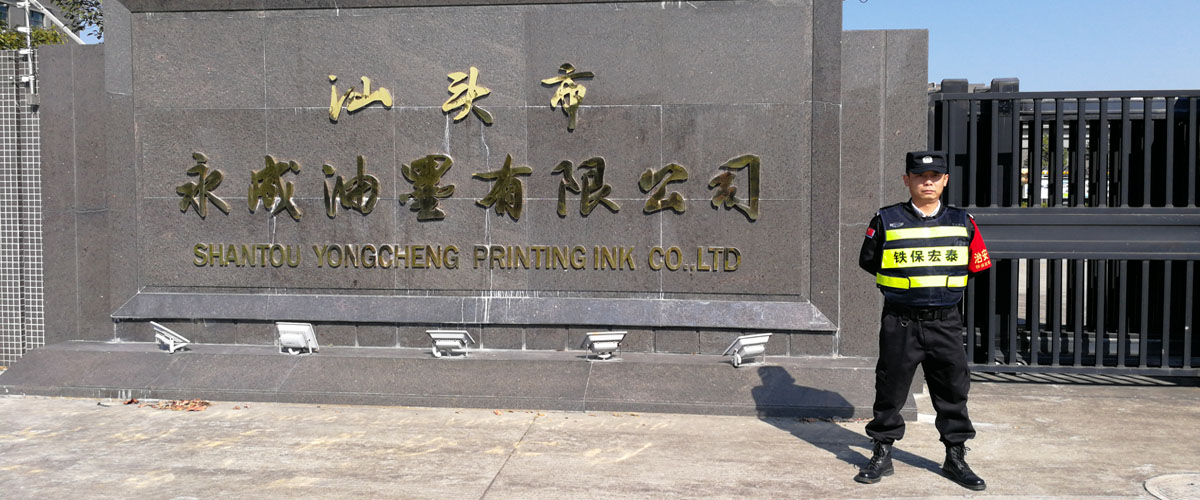 汕头市
永成油墨有限公司
SHANTOU YONGCHENG PRINTING INK CO.,LTD
铁保宏泰
治安